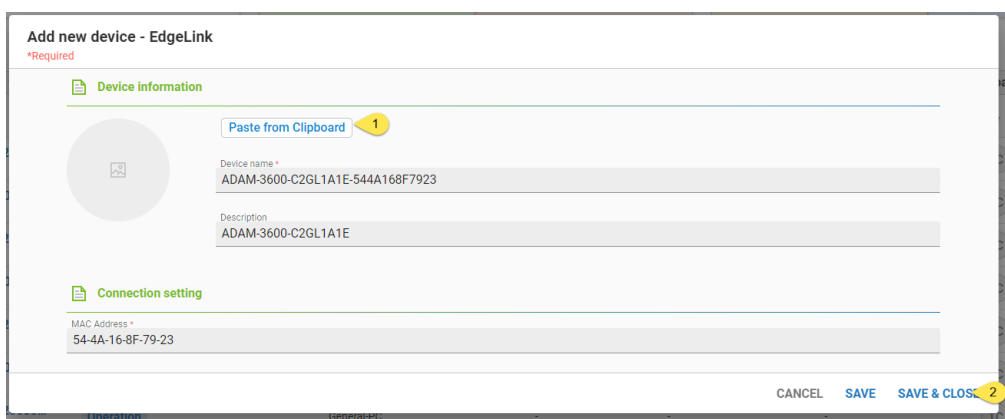 Add new device - EdgeLink
*Required
Device information
Paste from Clipboard
1
Device name *
ADAM-3600-C2GL1A1E-544A168F7923
Description
ADAM-3600-C2GL1A1E
Connection setting
MAC Address *
54-4A-16-8F-79-23
CANCEL SAVE SAVE & CLOSE 2
Operation General-PC - - -